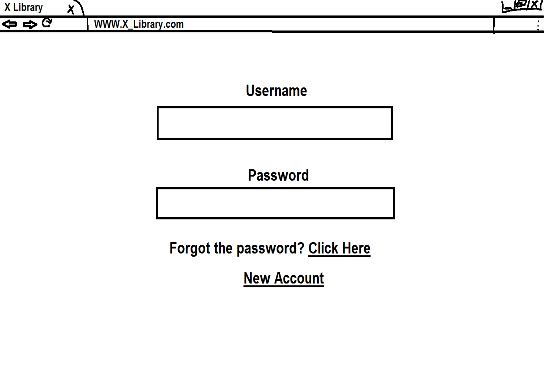 X Library
WWW.X_Library.com
Username
Password
Forgot the password? Click Here
New Account